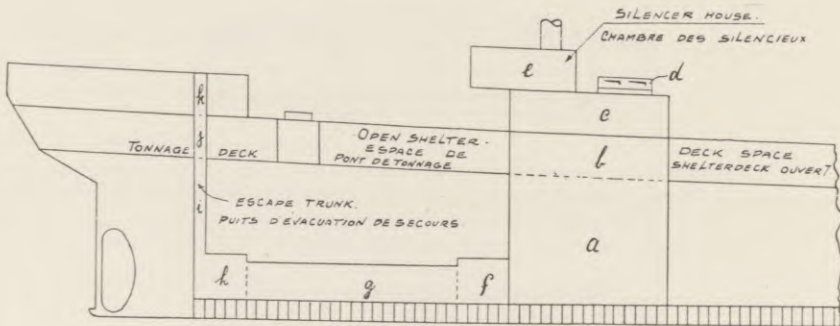 SILENCER HOUSE.
CHAMBRE DES SILENCIEUX
d
e
c
k
TONNAGE
j
DECK
OPEN SHELTER -
ESPACE DE
PONT DE TONNAGE
b
DECK SPACE
SHELTERDECK OUVERT
i
ESCAPE TRUNK.
PUITS D'ÉVACUATION DE SECOURS
a
h
g
f